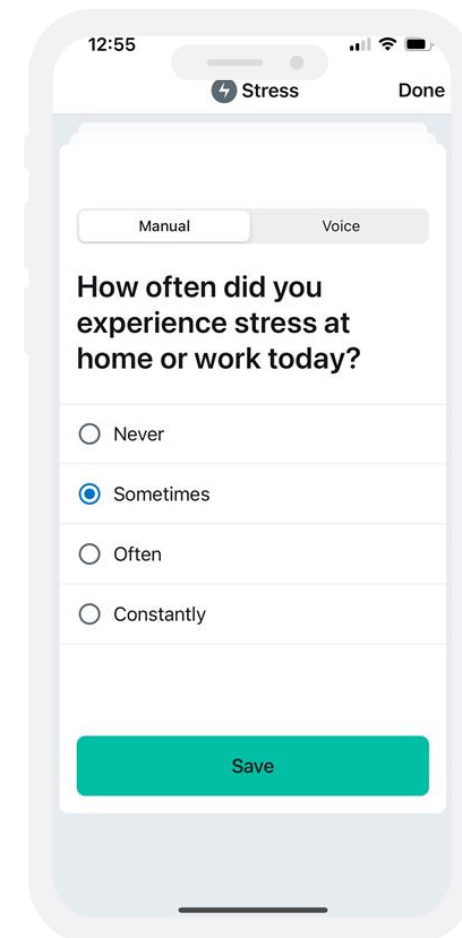 12:55
Stress Done
Manual Voice
How often did you
experience stress at
home or work today?
Never
Sometimes
Often
Constantly
Save